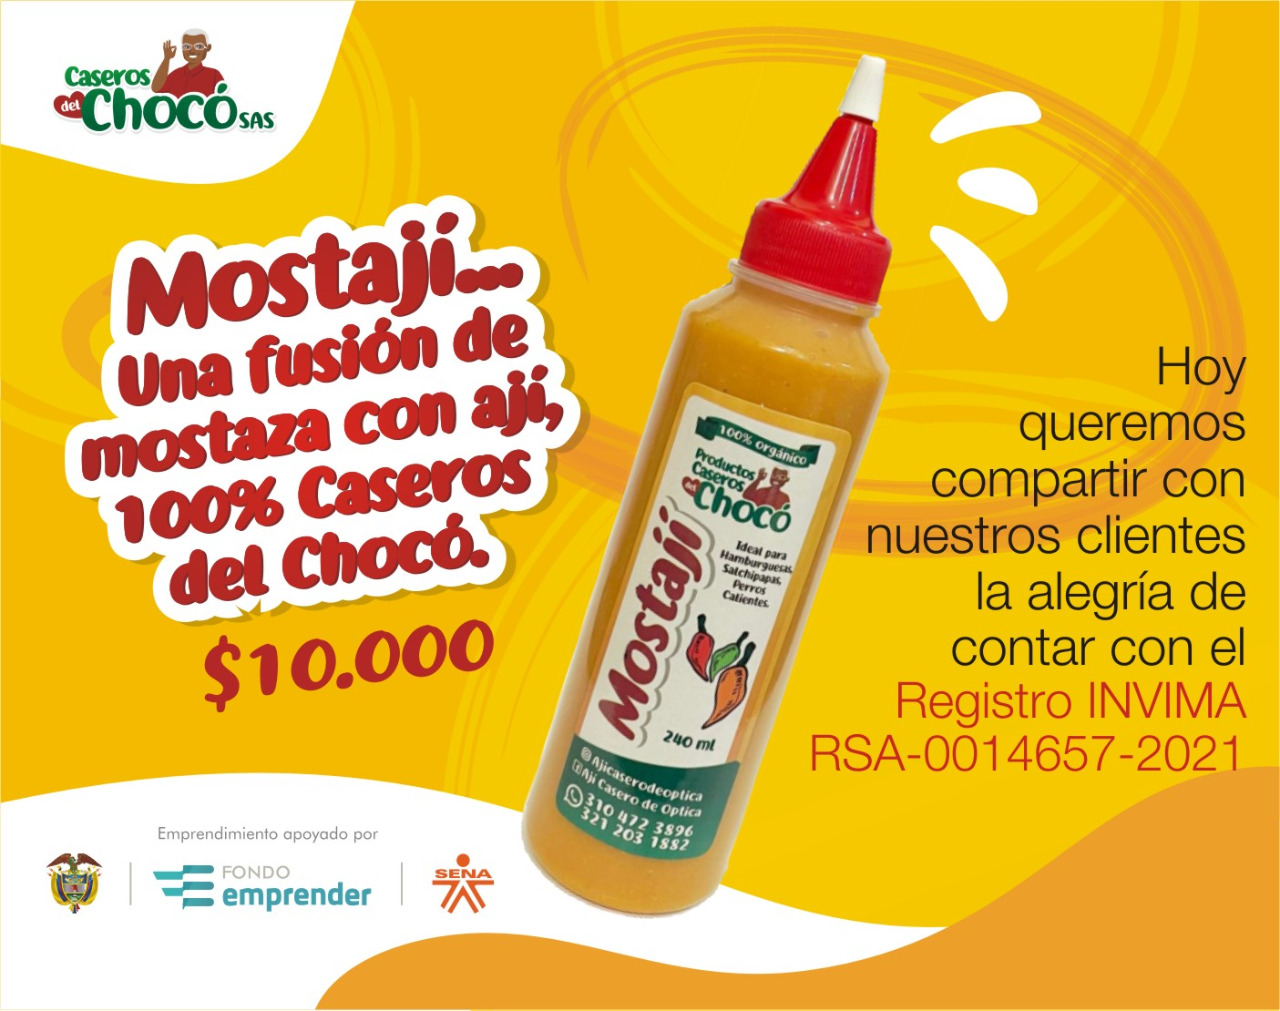 Caseros
del
Chocó SAS
Mostají...
Una fusión de
mostaza con ají,
100% Caseros
del Chocó.
$10.000
100% orgánico
Productos
Caseros
del
Chocó
Mostají
Ideal para
Hamburguesas,
Salchipapas,
Perros
Calientes.
240 ml
Ajicaserodeoptica
Ají Casero de Optica
310 472 3896
321 203 1882
Hoy
queremos
compartir con
nuestros clientes
la alegría de
contar con el
Registro INVIMA
RSA-0014657-2021
Emprendimiento apoyado por
FONDO
emprender
SENA